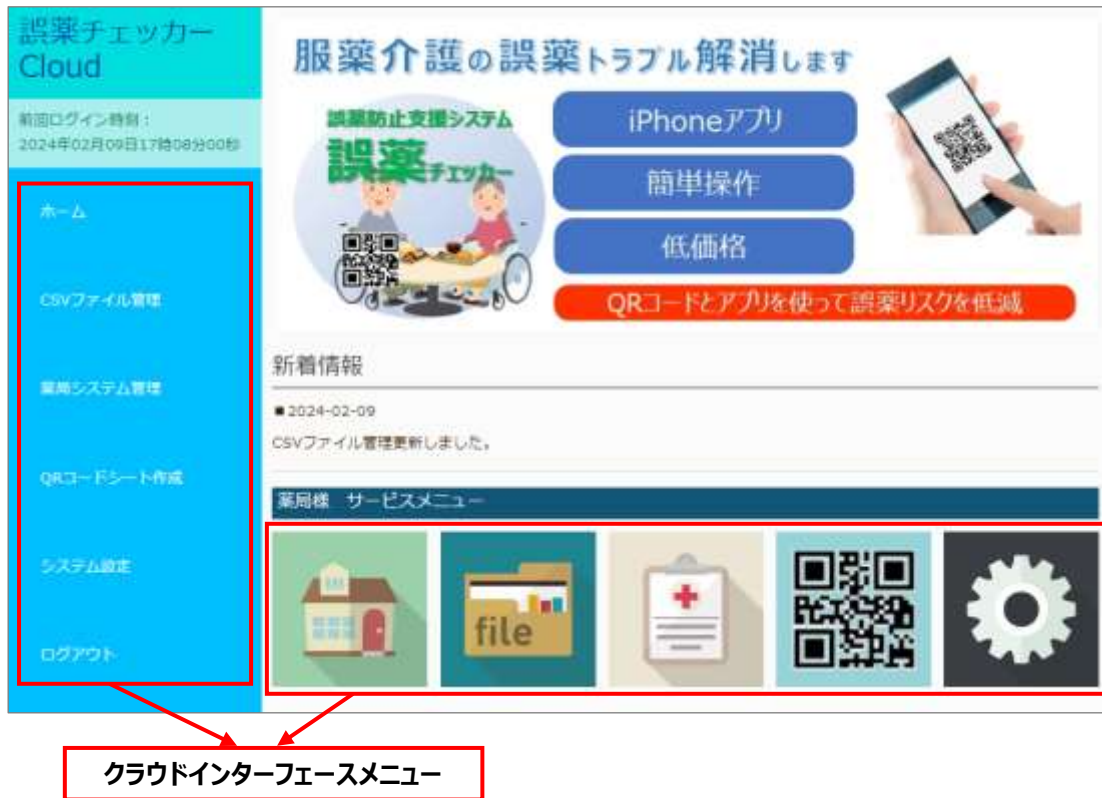 誤薬チェッカー
Cloud
前回ログイン時刻：
2024年02月09日17時08分00秒
ホーム
CSVファイル管理
薬局システム管理
QRコードシート作成
システム設定
ログアウト
服薬介護の誤薬トラブル解消します
誤薬防止支援システム
誤薬チェッカー
iPhoneアプリ
簡単操作
低価格
QRコードとアプリを使って誤薬リスクを低減
新着情報
■2024-02-09
CSVファイル管理更新しました。
薬局様 サービスメニュー
file
クラウドインターフェースメニュー